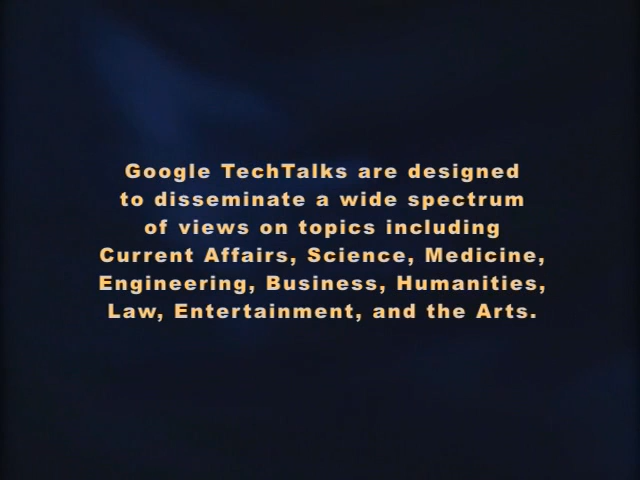 Google TechTalks are designed
to disseminate a wide spectrum
of views on topics including
Current Affairs, Science, Medicine,
Engineering, Business, Humanities,
Law, Entertainment, and the Arts.